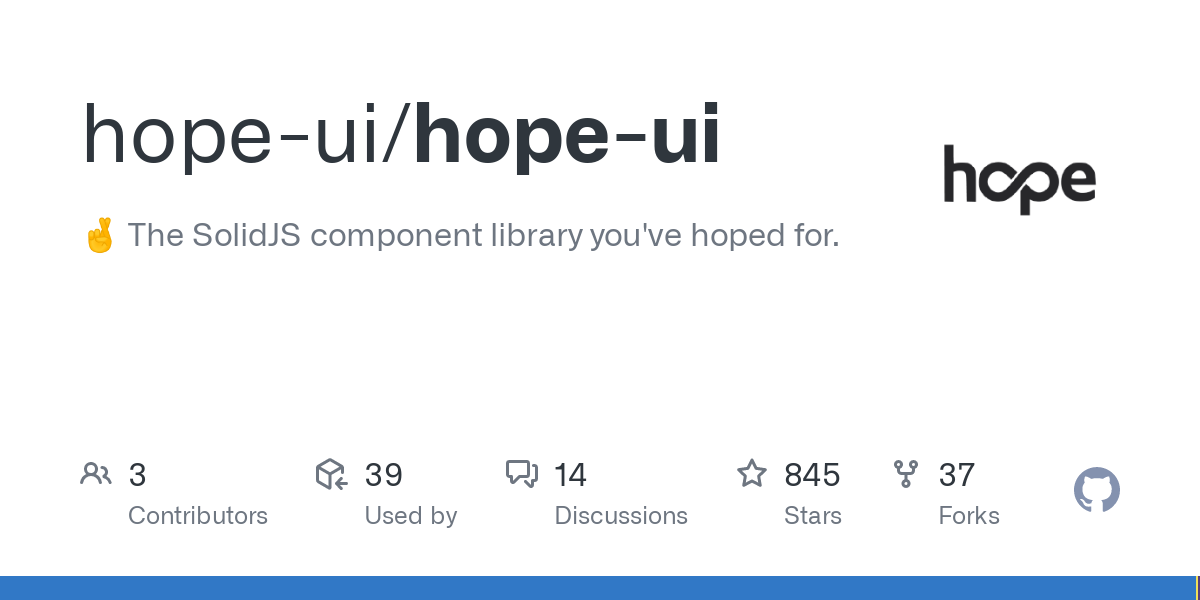 hope-ui/hope-ui
hope
🤞 The SolidJS component library you've hoped for.
3
Contributors
39
Used by
14
Discussions
845
Stars
37
Forks